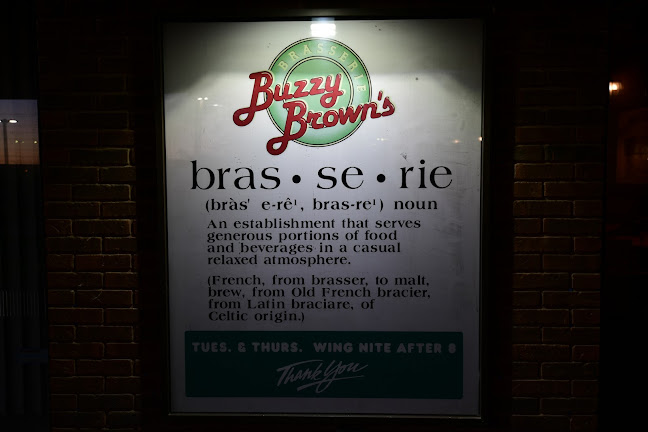 BRASSERIE
Buzzy
Brown's
bras • se • rie
(bràs' e-rê¹, bras-re¹) noun
An establishment that serves
generous portions of food
and beverages in a casual
relaxed atmosphere.
(French, from brasser, to malt,
brew, from Old French bracier,
from Latin braciare, of
Celtic origin.)
TUES. & THURS. WING NITE AFTER 8
Thank You